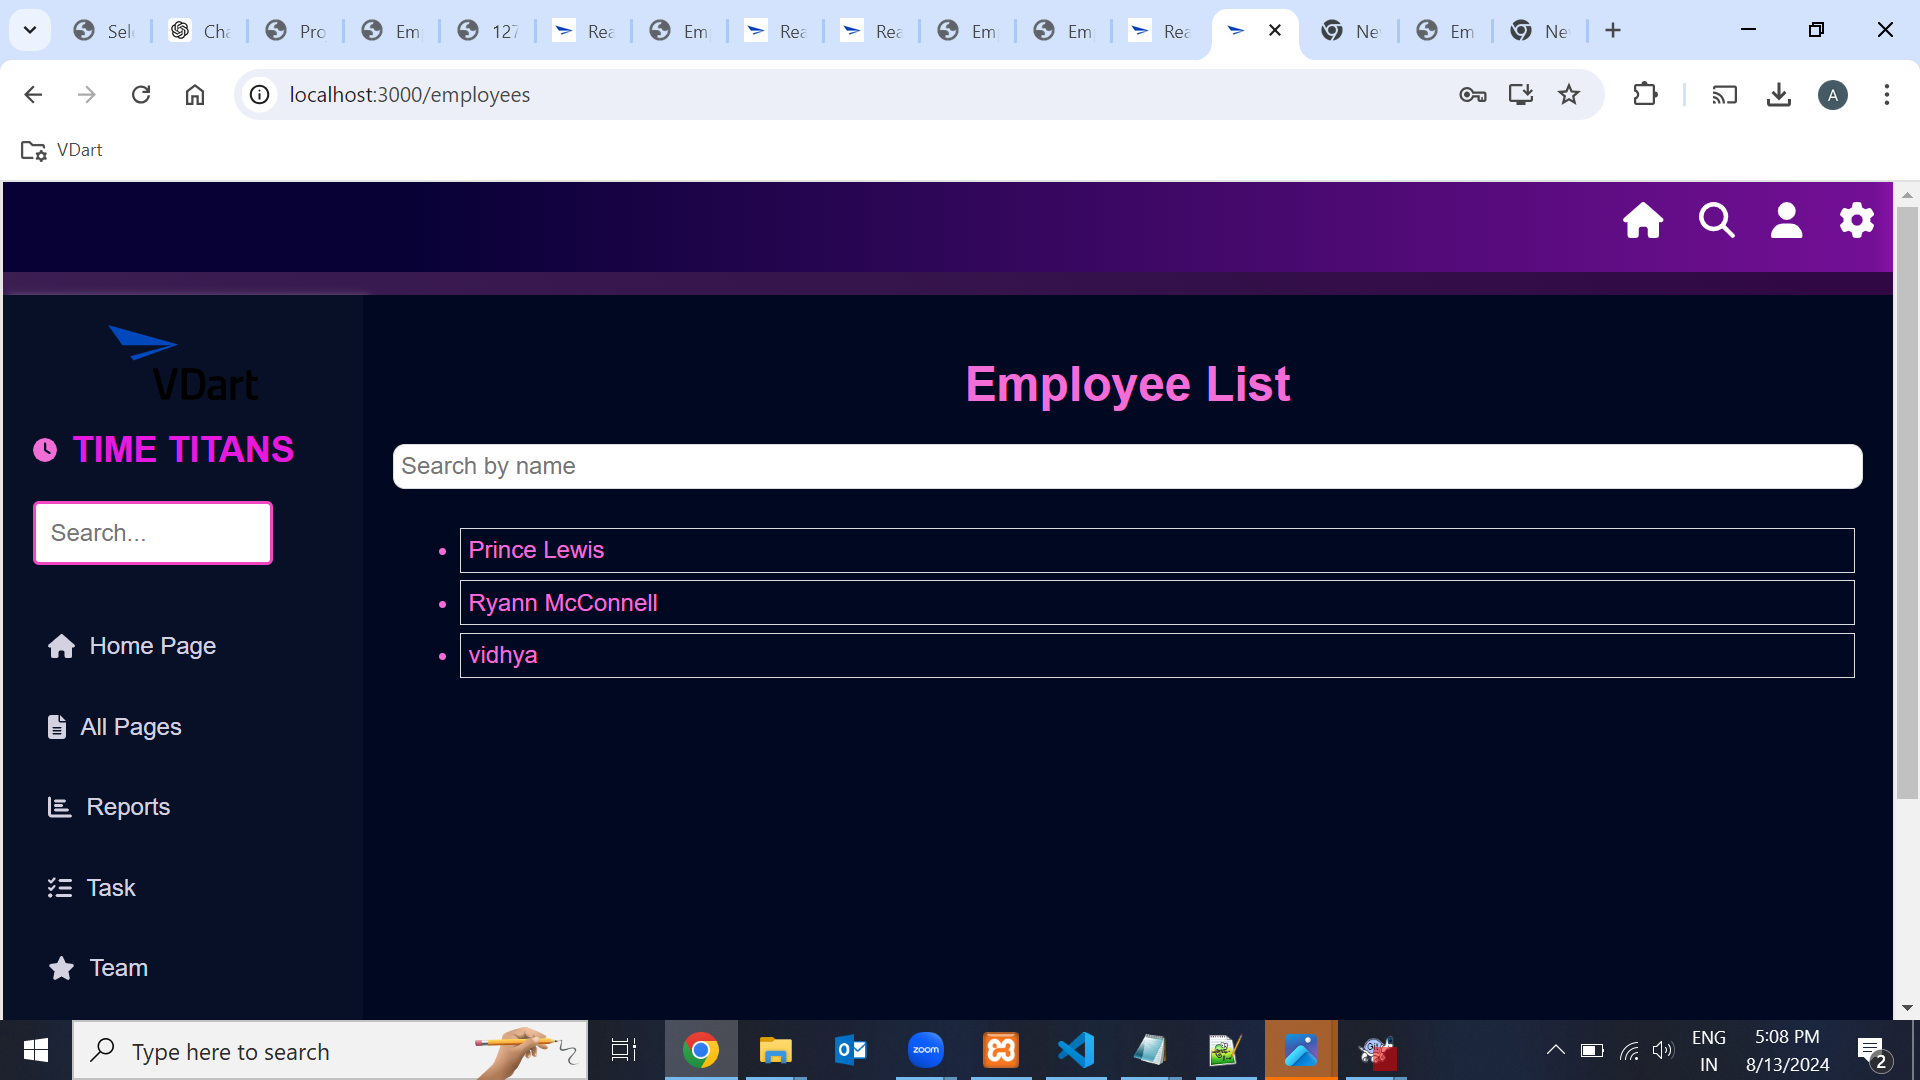 Sel Cha Pro Em 127 Rea Em Rea Rea Em Em Rea Ne Em Ne
localhost:3000/employees
A
VDart
VDart
TIME TITANS
Search...
Home Page
All Pages
Reports
Task
Team
Employee List
Search by name
Prince Lewis
Ryann McConnell
vidhya
Type here to search
zoom
ENG
IN
5:08 PM
8/13/2024
2